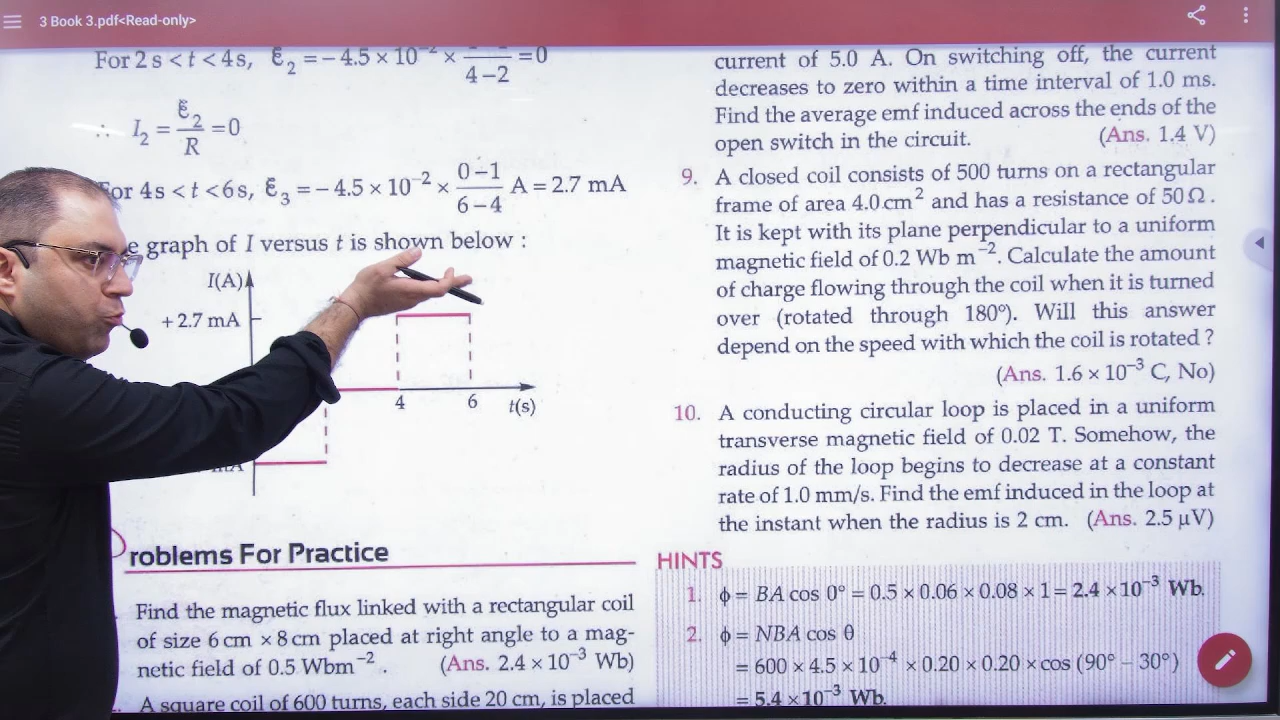 3 Book 3.pdf<Read-only>
For 2 s < t < 4s, ℰ₂ = – 4.5 × 10⁻² × ‾‾‾/4 – 2 = 0
∴ I₂ = ℰ₂/R = 0
For 4s < t < 6s, ℰ₃ = – 4.5 × 10⁻² × (0 – 1)/(6 – 4) A = 2.7 mA
e graph of I versus t is shown below :
I(A)
+ 2.7 mA
4 6 t(s)
mA
roblems For Practice
Find the magnetic flux linked with a rectangular coil
of size 6 cm × 8 cm placed at right angle to a mag-
netic field of 0.5 Wbm⁻². (Ans. 2.4 × 10⁻³ Wb)
A square coil of 600 turns, each side 20 cm, is placed
current of 5.0 A. On switching off, the current
decreases to zero within a time interval of 1.0 ms.
Find the average emf induced across the ends of the
open switch in the circuit. (Ans. 1.4 V)
9. A closed coil consists of 500 turns on a rectangular
frame of area 4.0 cm² and has a resistance of 50 Ω.
It is kept with its plane perpendicular to a uniform
magnetic field of 0.2 Wb m⁻². Calculate the amount
of charge flowing through the coil when it is turned
over (rotated through 180°). Will this answer
depend on the speed with which the coil is rotated ?
(Ans. 1.6 × 10⁻³ C, No)
10. A conducting circular loop is placed in a uniform
transverse magnetic field of 0.02 T. Somehow, the
radius of the loop begins to decrease at a constant
rate of 1.0 mm/s. Find the emf induced in the loop at
the instant when the radius is 2 cm. (Ans. 2.5 μV)
HINTS
1. ϕ = BA cos 0° = 0.5 × 0.06 × 0.08 × 1 = 2.4 × 10⁻³ Wb.
2. ϕ = NBA cos θ
= 600 × 4.5 × 10⁻⁴ × 0.20 × 0.20 × cos (90° – 30°)
= 5.4 × 10⁻³ Wb.